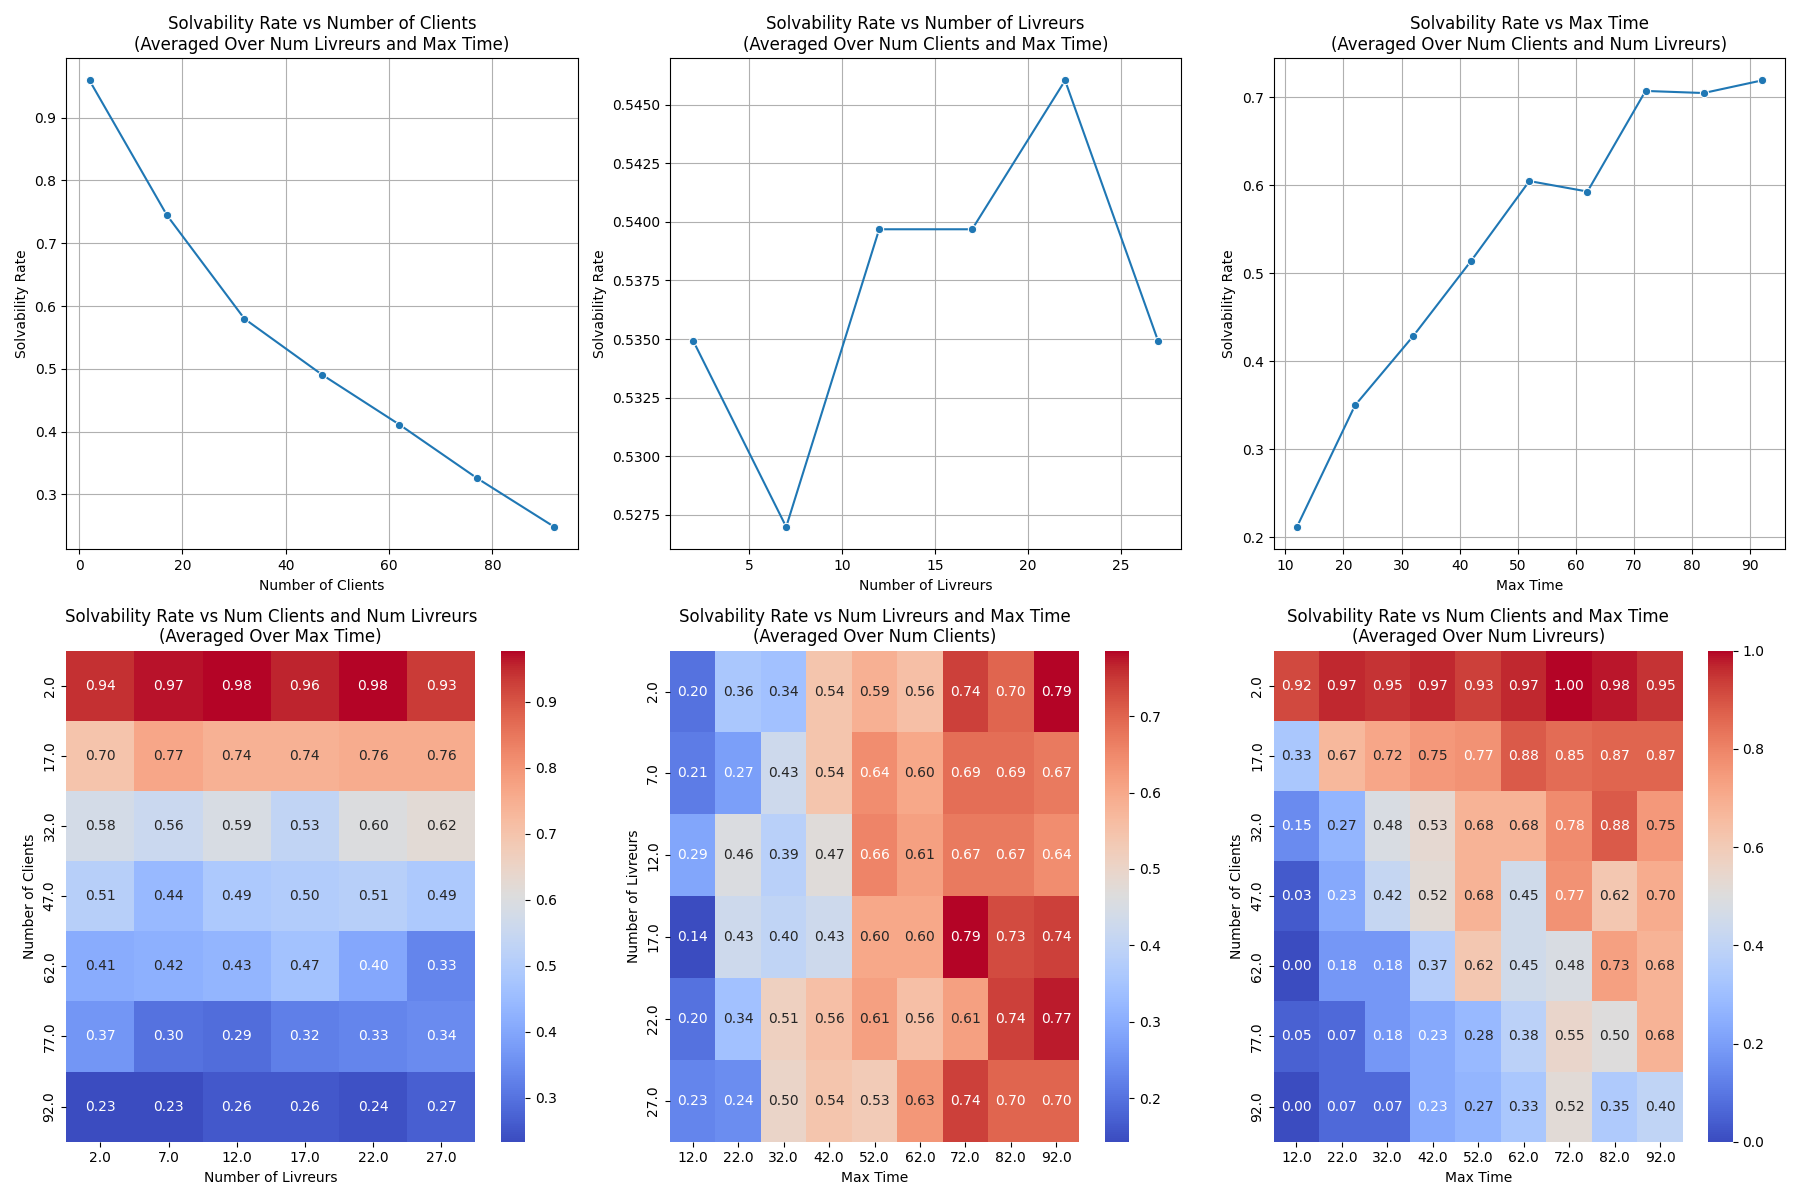 Solvability Rate vs Number of Clients
(Averaged Over Num Livreurs and Max Time)
Solvability Rate
0.9
0.8
0.7
0.6
0.5
0.4
0.3
0 20 40 60 80
Number of Clients
Solvability Rate vs Number of Livreurs
(Averaged Over Num Clients and Max Time)
Solvability Rate
0.5450
0.5425
0.5400
0.5375
0.5350
0.5325
0.5300
0.5275
5 10 15 20 25
Number of Livreurs
Solvability Rate vs Max Time
(Averaged Over Num Clients and Num Livreurs)
Solvability Rate
0.7
0.6
0.5
0.4
0.3
0.2
10 20 30 40 50 60 70 80 90
Max Time
Solvability Rate vs Num Clients and Num Livreurs
(Averaged Over Max Time)
Number of Clients
2.0 0.94 0.97 0.98 0.96 0.98 0.93
17.0 0.70 0.77 0.74 0.74 0.76 0.76
32.0 0.58 0.56 0.59 0.53 0.60 0.62
47.0 0.51 0.44 0.49 0.50 0.51 0.49
62.0 0.41 0.42 0.43 0.47 0.40 0.33
77.0 0.37 0.30 0.29 0.32 0.33 0.34
92.0 0.23 0.23 0.26 0.26 0.24 0.27
2.0 7.0 12.0 17.0 22.0 27.0
Number of Livreurs
0.9
0.8
0.7
0.6
0.5
0.4
0.3
Solvability Rate vs Num Livreurs and Max Time
(Averaged Over Num Clients)
Number of Livreurs
2.0 0.20 0.36 0.34 0.54 0.59 0.56 0.74 0.70 0.79
7.0 0.21 0.27 0.43 0.54 0.64 0.60 0.69 0.69 0.67
12.0 0.29 0.46 0.39 0.47 0.66 0.61 0.67 0.67 0.64
17.0 0.14 0.43 0.40 0.43 0.60 0.60 0.79 0.73 0.74
22.0 0.20 0.34 0.51 0.56 0.61 0.56 0.61 0.74 0.77
27.0 0.23 0.24 0.50 0.54 0.53 0.63 0.74 0.70 0.70
12.0 22.0 32.0 42.0 52.0 62.0 72.0 82.0 92.0
Max Time
0.7
0.6
0.5
0.4
0.3
0.2
Solvability Rate vs Num Clients and Max Time
(Averaged Over Num Livreurs)
Number of Clients
2.0 0.92 0.97 0.95 0.97 0.93 0.97 1.00 0.98 0.95
17.0 0.33 0.67 0.72 0.75 0.77 0.88 0.85 0.87 0.87
32.0 0.15 0.27 0.48 0.53 0.68 0.68 0.78 0.88 0.75
47.0 0.03 0.23 0.42 0.52 0.68 0.45 0.77 0.62 0.70
62.0 0.00 0.18 0.18 0.37 0.62 0.45 0.48 0.73 0.68
77.0 0.05 0.07 0.18 0.23 0.28 0.38 0.55 0.50 0.68
92.0 0.00 0.07 0.07 0.23 0.27 0.33 0.52 0.35 0.40
12.0 22.0 32.0 42.0 52.0 62.0 72.0 82.0 92.0
Max Time
1.0
0.8
0.6
0.4
0.2
0.0